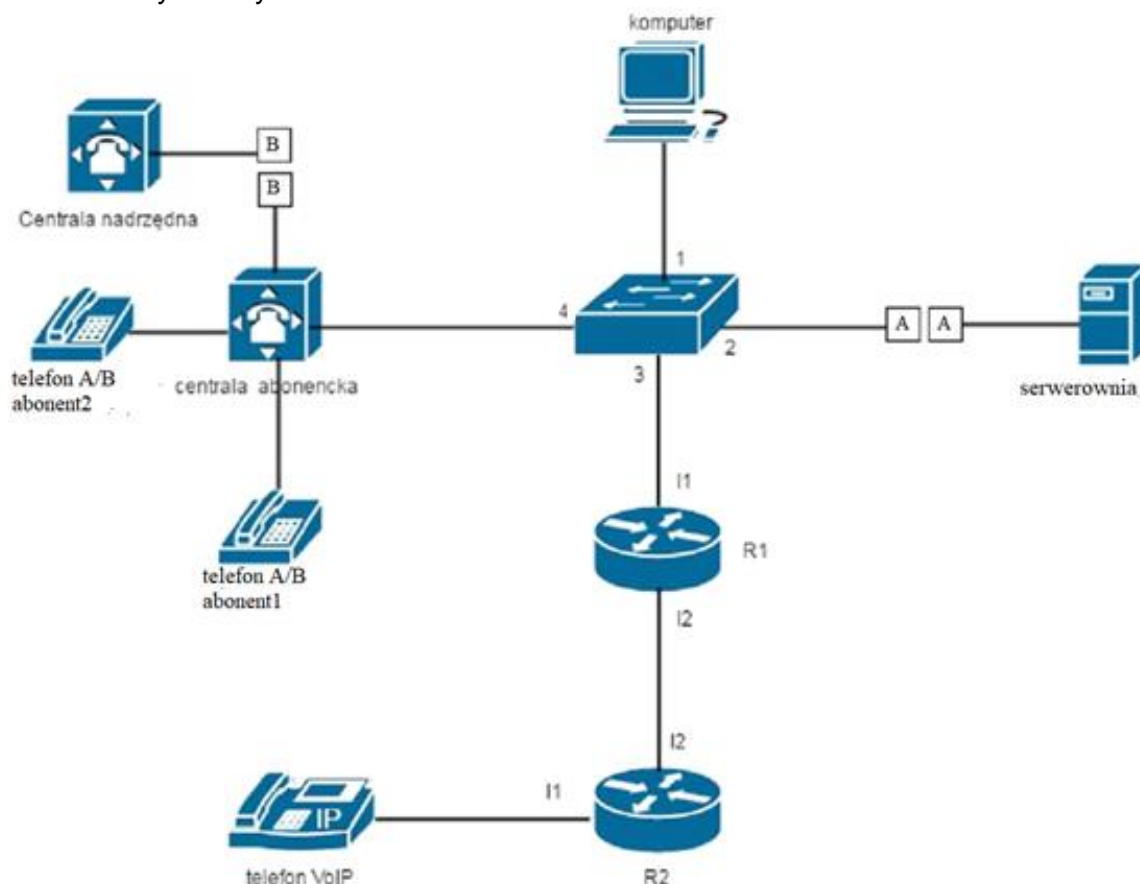 komputer
B
B
Centrala nadrzędna
1
4
A
A
2
3
telefon A/B
abonent2
centrala abonencka
serwerownia
I1
R1
telefon A/B
abonent1
I2
I2
I1
IP
telefon VoIP
R2